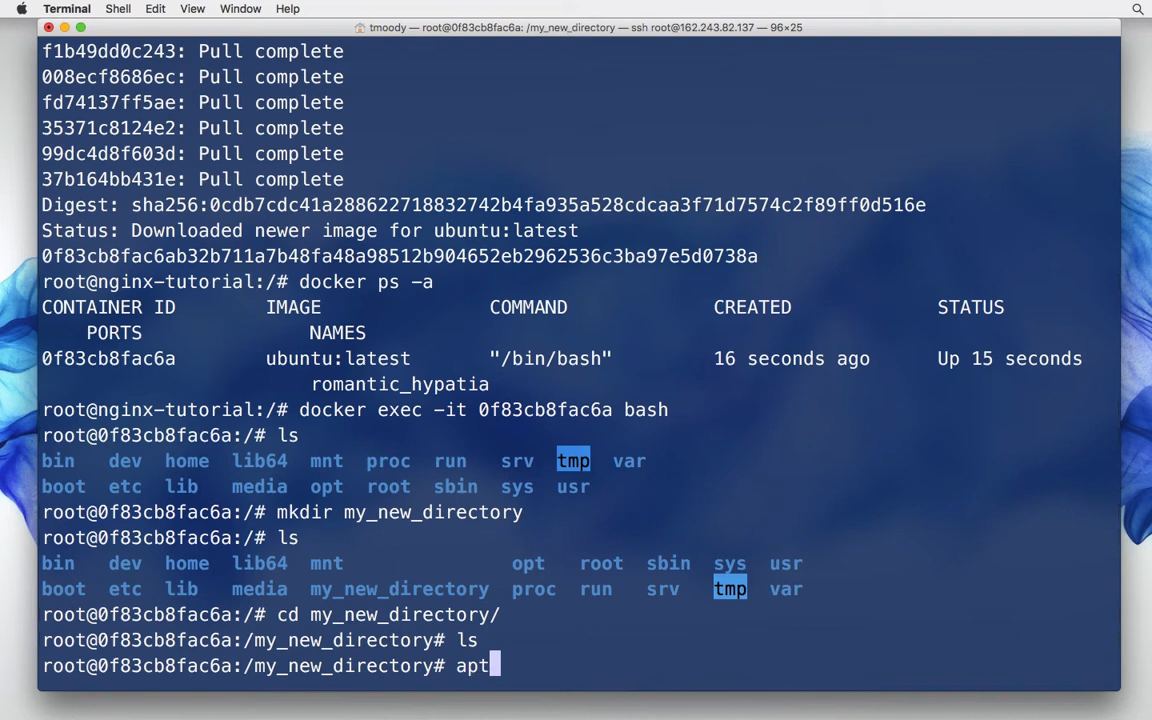 Terminal Shell Edit View Window Help
tmoody — root@0f83cb8fac6a: /my_new_directory — ssh root@162.243.82.137 — 96×25
f1b49dd0c243: Pull complete
008ecf8686ec: Pull complete
fd74137ff5ae: Pull complete
35371c8124e2: Pull complete
99dc4d8f603d: Pull complete
37b164bb431e: Pull complete
Digest: sha256:0cdb7cdc41a288622718832742b4fa935a528cdcaa3f71d7574c2f89ff0d516e
Status: Downloaded newer image for ubuntu:latest
0f83cb8fac6ab32b711a7b48fa48a98512b904652eb2962536c3ba97e5d0738a
root@nginx-tutorial:/# docker ps -a
CONTAINER ID IMAGE COMMAND CREATED STATUS
PORTS NAMES
0f83cb8fac6a ubuntu:latest "/bin/bash" 16 seconds ago Up 15 seconds
romantic_hypatia
root@nginx-tutorial:/# docker exec -it 0f83cb8fac6a bash
root@0f83cb8fac6a:/# ls
bin dev home lib64 mnt proc run srv tmp var
boot etc lib media opt root sbin sys usr
root@0f83cb8fac6a:/# mkdir my_new_directory
root@0f83cb8fac6a:/# ls
bin dev home lib64 mnt opt root sbin sys usr
boot etc lib media my_new_directory proc run srv tmp var
root@0f83cb8fac6a:/# cd my_new_directory/
root@0f83cb8fac6a:/my_new_directory# ls
root@0f83cb8fac6a:/my_new_directory# apt